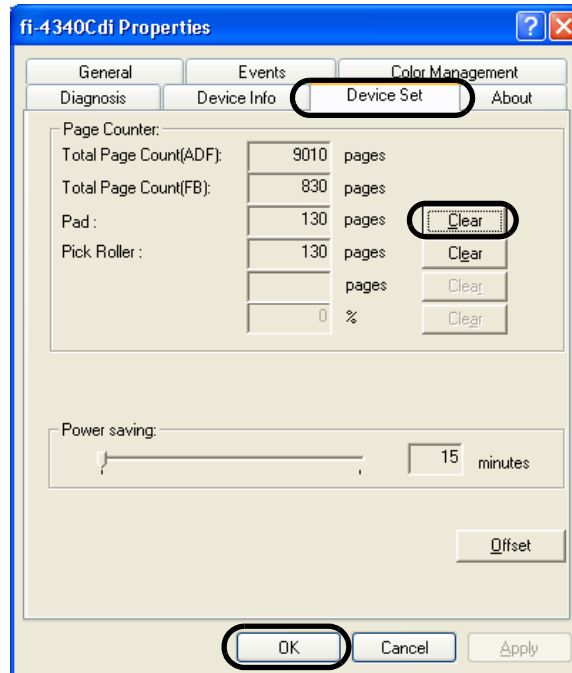 fi-4340Cdi Properties
General Events Color Management
Diagnosis Device Info Device Set About
Page Counter:
Total Page Count(ADF): 9010 pages
Total Page Count(FB): 830 pages
Pad : 130 pages Clear
Pick Roller : 130 pages Clear
pages Clear
0 % Clear
Power saving:
15 minutes
Offset
OK Cancel Apply